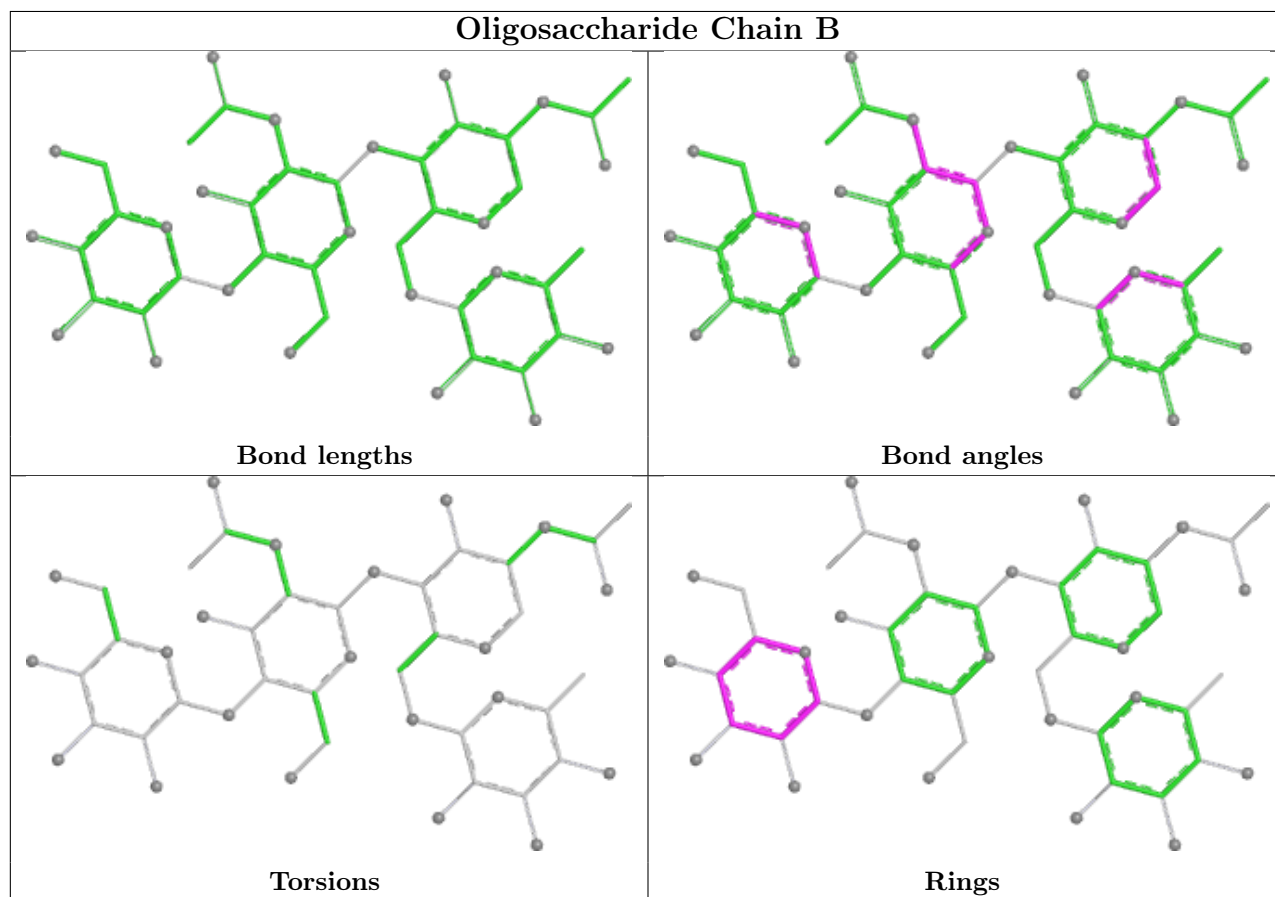 Oligosaccharide Chain B
Bond lengths
Bond angles
Torsions
Rings